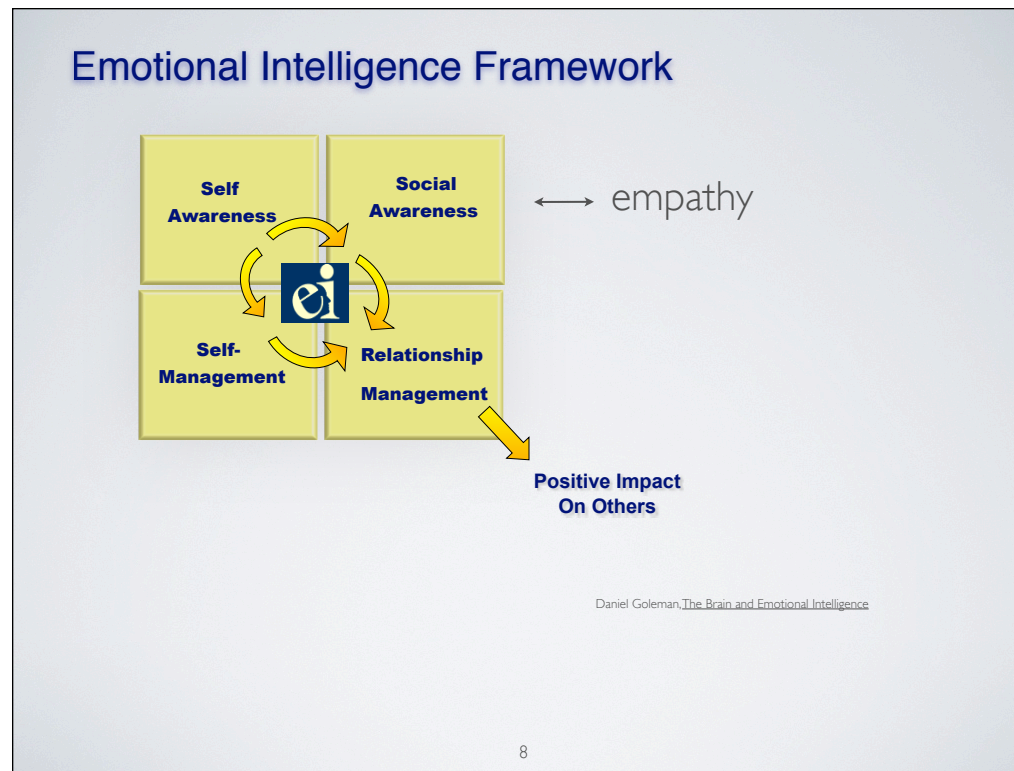 Emotional Intelligence Framework
Self
Awareness
Social
Awareness
empathy
ei
Self-
Management
Relationship
Management
Positive Impact
On Others
Daniel Goleman,The Brain and Emotional Intelligence
8